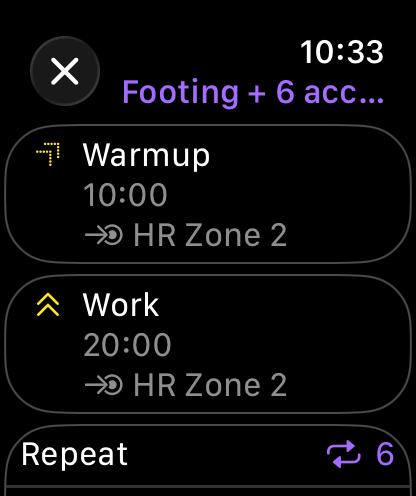 10:33
Footing + 6 acc...
Warmup
10:00
HR Zone 2
Work
20:00
HR Zone 2
Repeat 6